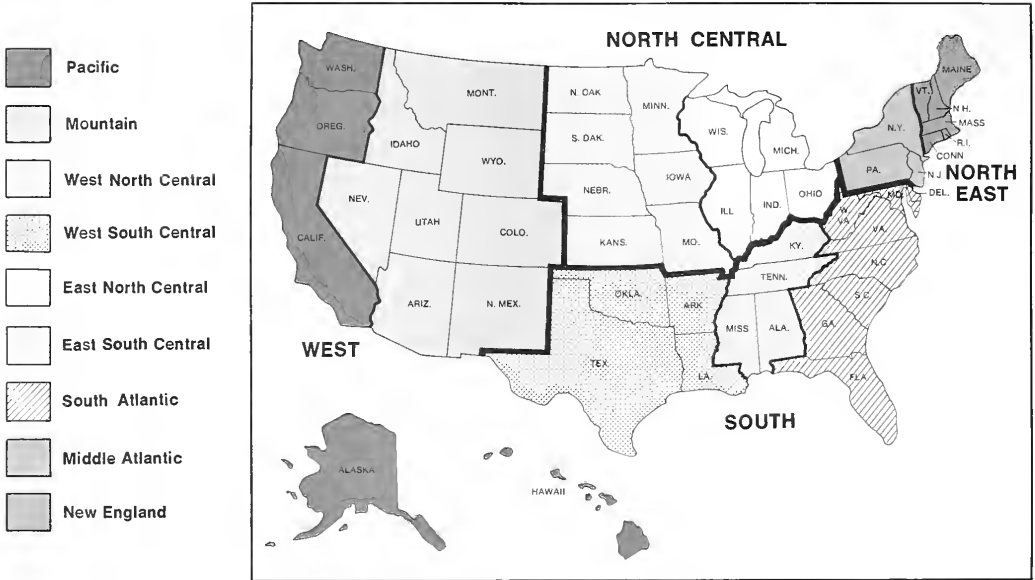 Pacific
Mountain
West North Central
West South Central
East North Central
East South Central
South Atlantic
Middle Atlantic
New England
NORTH CENTRAL
WASH.
OREG.
CALIF.
IDAHO
NEV.
MONT.
WYO.
UTAH
COLO.
ARIZ.
N. MEX.
N. DAK
S. DAK.
NEBR.
KANS.
MINN.
IOWA
MO.
WIS.
MICH.
ILL
IND.
OHIO
KY.
TENN.
MISS
ALA.
OKLA.
ARK
TEX
LA.
W.
VA.
MD.
DEL.
VA.
N.C
S.C.
GA.
FLA.
PA.
N.Y.
N J
VT.
N H.
MAINE
MASS
R.I.
CONN
NORTH
EAST
WEST
SOUTH
ALASKA
HAWAII